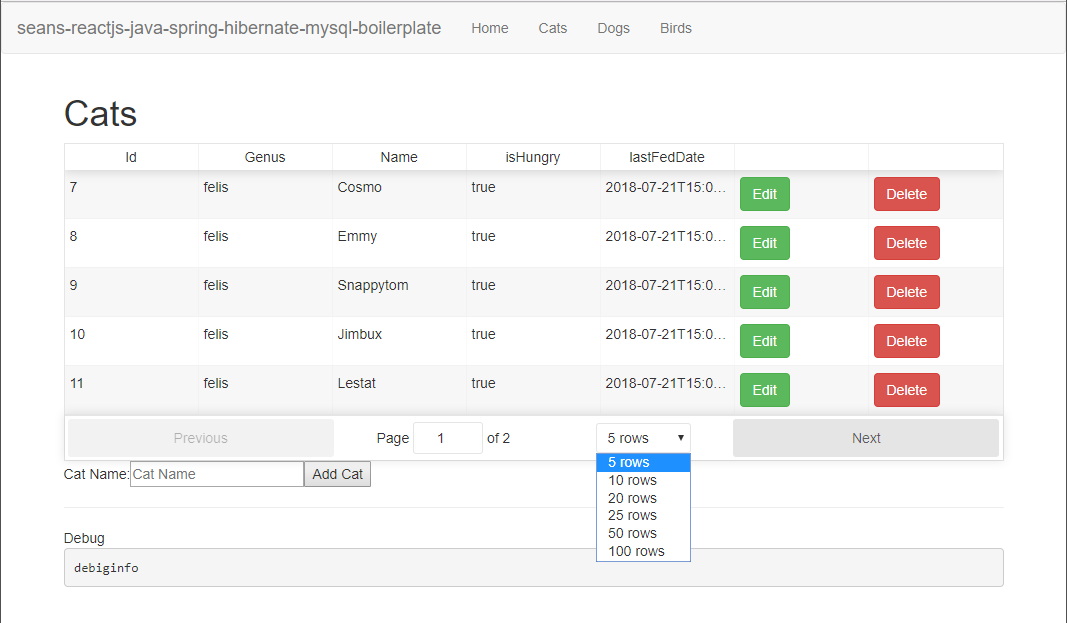 seans-reactjs-java-spring-hibernate-mysql-boilerplate Home Cats Dogs Birds
Cats
Id Genus Name isHungry lastFedDate
7 felis Cosmo true 2018-07-21T15:0... Edit Delete
8 felis Emmy true 2018-07-21T15:0... Edit Delete
9 felis Snappytom true 2018-07-21T15:0... Edit Delete
10 felis Jimbux true 2018-07-21T15:0... Edit Delete
11 felis Lestat true 2018-07-21T15:0... Edit Delete
Previous Page 1 of 2 5 rows Next
5 rows
10 rows
20 rows
25 rows
50 rows
100 rows
Cat Name: Cat Name Add Cat
Debug
debiginfo